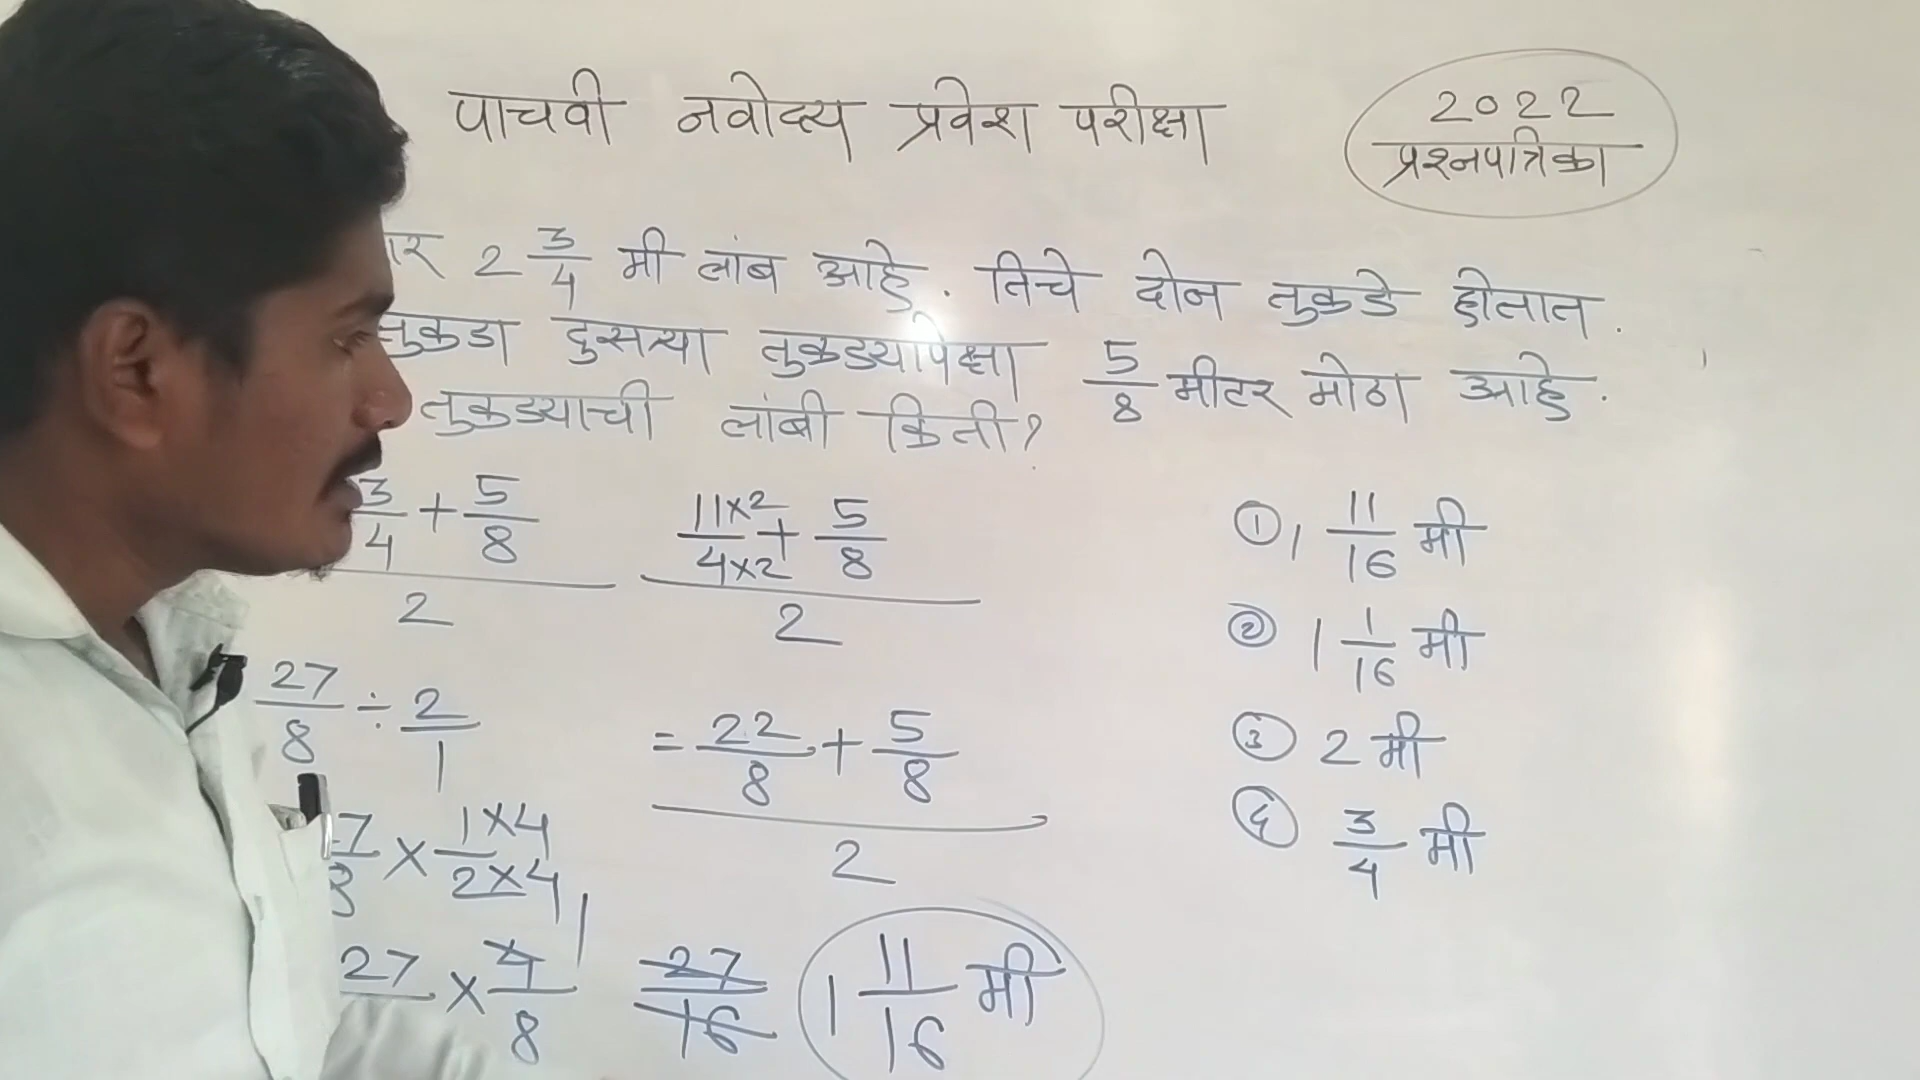 पाचवी नवोदय प्रवेश परीक्षा
2022
प्रश्नपत्रिका
2 3/4 मी लांब आहे. तिचे दोन तुकडे होतात.
तुकडा दुसऱ्या तुकड्यापेक्षा 5/8 मीटर मोठा आहे.
तुकड्याची लांबी किती?
3/4 + 5/8
2
11×2/4×2 + 5/8
2
27/8 ÷ 2/1
= 22/8 + 5/8
2
× 1×4/2×4
27 × 4/8
1
27/16
1 11/16 मी
① 1 11/16 मी
② 1 1/16 मी
③ 2 मी
④ 3/4 मी